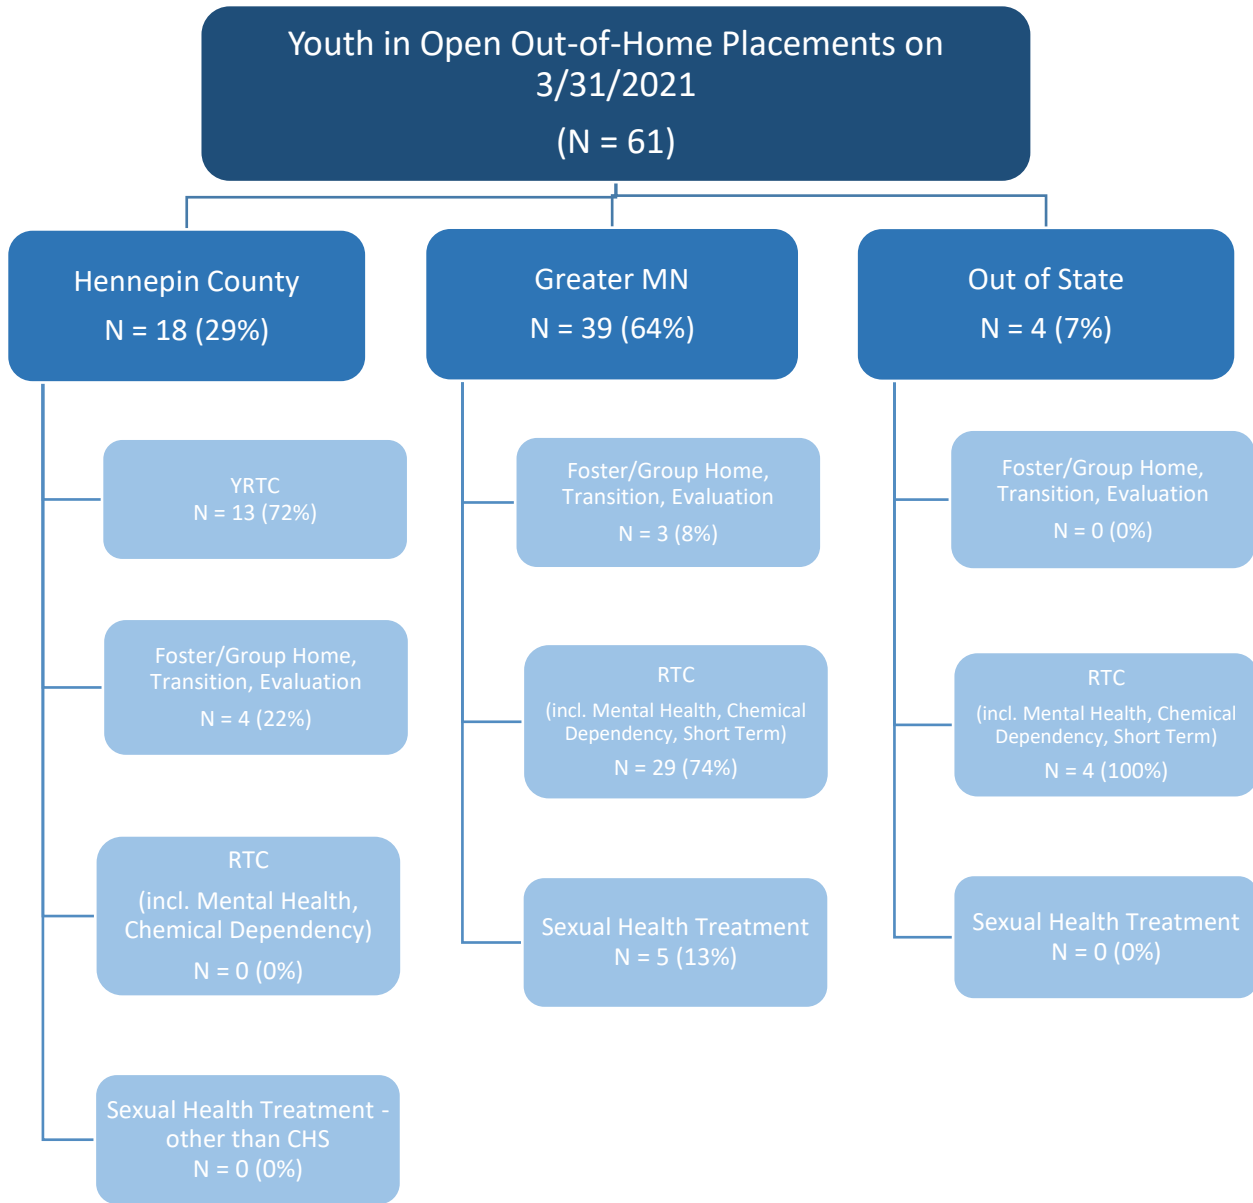 Youth in Open Out-of-Home Placements on
3/31/2021
(N = 61)
Hennepin County
N = 18 (29%)
YRTC
N = 13 (72%)
Foster/Group Home,
Transition, Evaluation
N = 4 (22%)
RTC
(incl. Mental Health,
Chemical Dependency)
N = 0 (0%)
Sexual Health Treatment -
other than CHS
N = 0 (0%)
Greater MN
N = 39 (64%)
Foster/Group Home,
Transition, Evaluation
N = 3 (8%)
RTC
(incl. Mental Health, Chemical
Dependency, Short Term)
N = 29 (74%)
Sexual Health Treatment
N = 5 (13%)
Out of State
N = 4 (7%)
Foster/Group Home,
Transition, Evaluation
N = 0 (0%)
RTC
(incl. Mental Health, Chemical
Dependency, Short Term)
N = 4 (100%)
Sexual Health Treatment
N = 0 (0%)